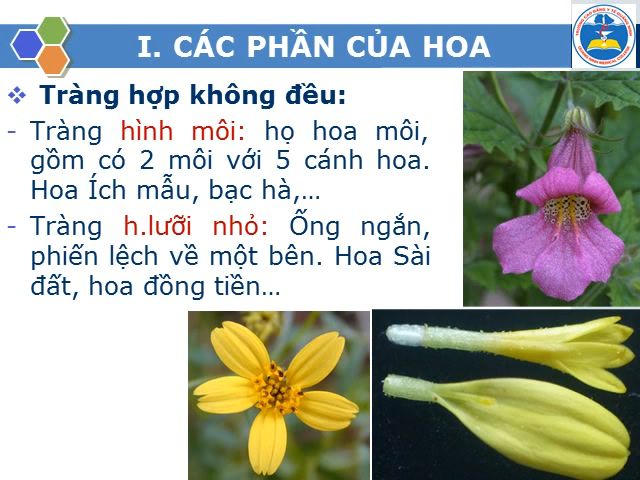 I. CÁC PHẦN CỦA HOA
❖ Tràng hợp không đều:
- Tràng hình môi: họ hoa môi,
gồm có 2 môi với 5 cánh hoa.
Hoa Ích mẫu, bạc hà,...
- Tràng h.lưỡi nhỏ: Ống ngắn,
phiến lệch về một bên. Hoa Sài
đất, hoa đồng tiền...